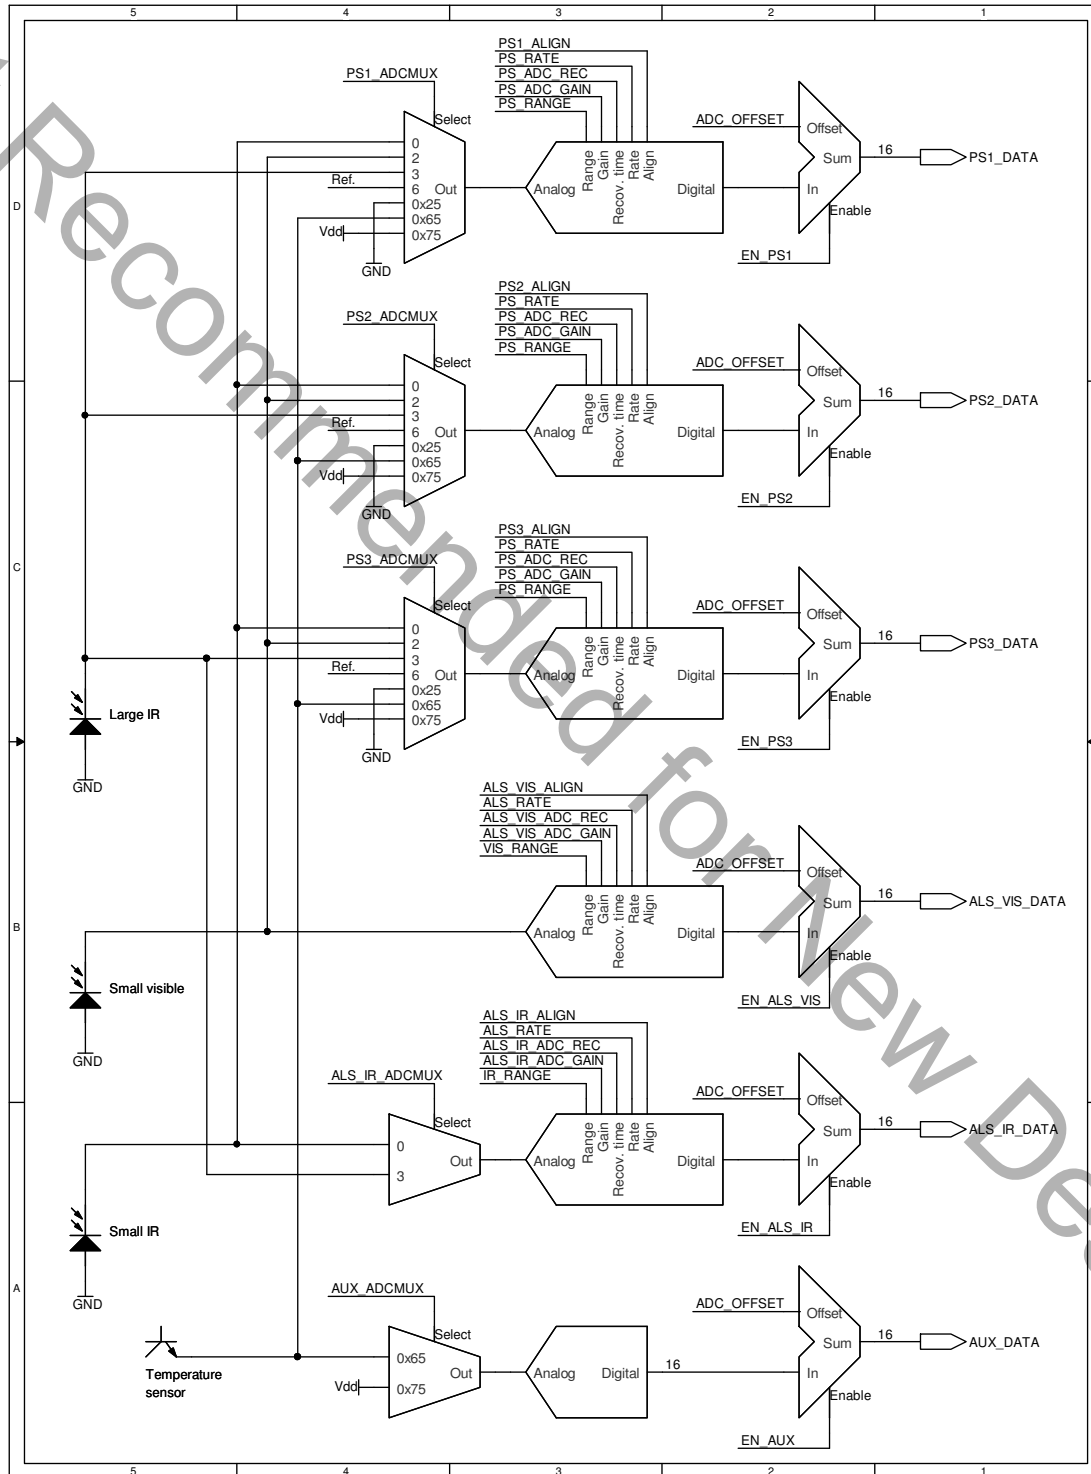 5 4 3 2 1
PS1_ALIGN
PS_RATE
PS_ADC_REC
PS_ADC_GAIN
PS_RANGE
PS1_ADCMUX
Select
0
2
3
6
0x25
0x65
0x75
Out
Ref.
Vdd
GND
Analog
Range
Gain
Recov. time
Rate
Align
Digital
ADC_OFFSET
Offset
Sum
In
Enable
EN_PS1
16
PS1_DATA
D
PS2_ALIGN
PS_RATE
PS_ADC_REC
PS_ADC_GAIN
PS_RANGE
PS2_ADCMUX
Select
0
2
3
6
0x25
0x65
0x75
Out
Ref.
Vdd
GND
Analog
Range
Gain
Recov. time
Rate
Align
Digital
ADC_OFFSET
Offset
Sum
In
Enable
EN_PS2
16
PS2_DATA
C
PS3_ALIGN
PS_RATE
PS_ADC_REC
PS_ADC_GAIN
PS_RANGE
PS3_ADCMUX
Select
0
2
3
6
0x25
0x65
0x75
Out
Ref.
Vdd
GND
Analog
Range
Gain
Recov. time
Rate
Align
Digital
ADC_OFFSET
Offset
Sum
In
Enable
EN_PS3
16
PS3_DATA
Large IR
GND
ALS_VIS_ALIGN
ALS_RATE
ALS_VIS_ADC_REC
ALS_VIS_ADC_GAIN
VIS_RANGE
Analog
Range
Gain
Recov. time
Rate
Align
Digital
ADC_OFFSET
Offset
Sum
In
Enable
EN_ALS_VIS
16
ALS_VIS_DATA
B
Small visible
GND
ALS_IR_ALIGN
ALS_RATE
ALS_IR_ADC_REC
ALS_IR_ADC_GAIN
IR_RANGE
ALS_IR_ADCMUX
Select
0
3
Out
Analog
Range
Gain
Recov. time
Rate
Align
Digital
ADC_OFFSET
Offset
Sum
In
Enable
EN_ALS_IR
16
ALS_IR_DATA
Small IR
GND
A
AUX_ADCMUX
Select
0x65
0x75
Out
Vdd
Temperature
sensor
Analog
Digital
16
ADC_OFFSET
Offset
Sum
In
Enable
EN_AUX
16
AUX_DATA
5 4 3 2 1
Recommended for New